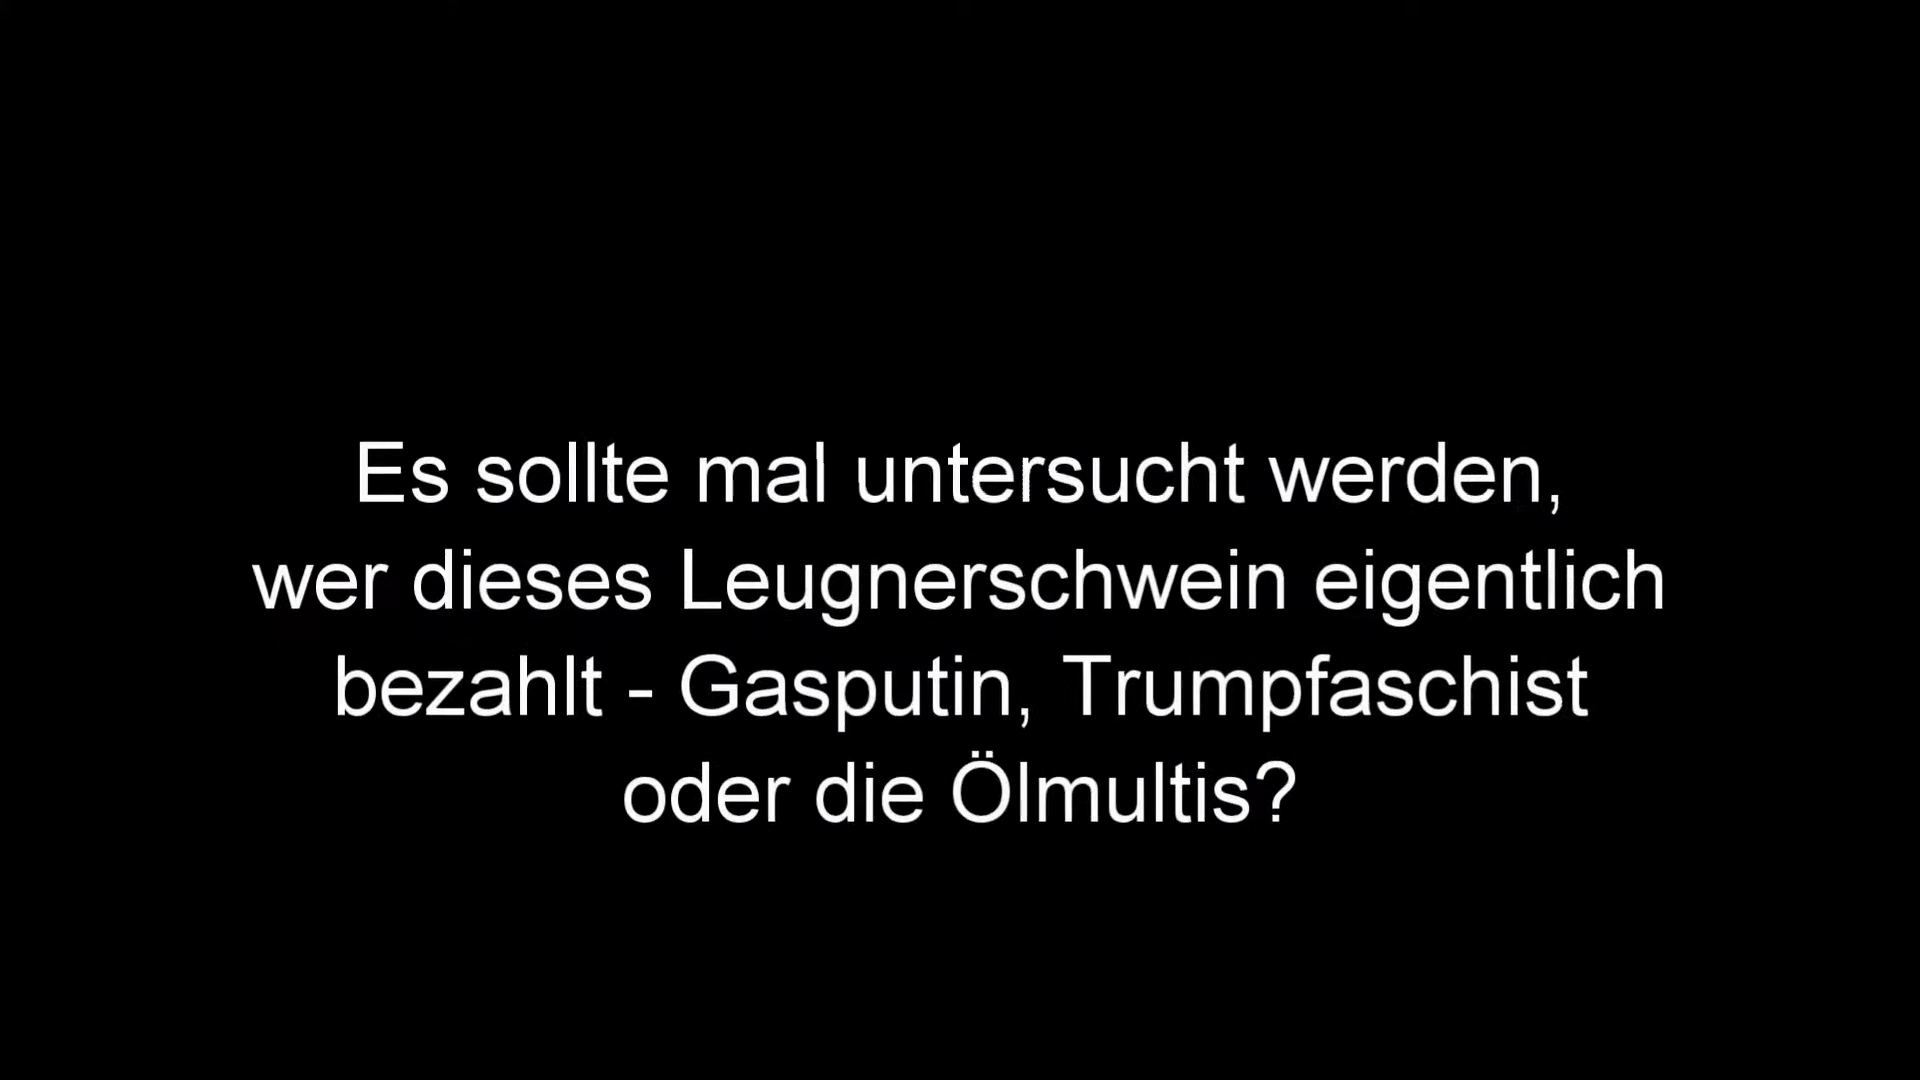 Es sollte mal untersucht werden,
wer dieses Leugnerschwein eigentlich
bezahlt - Gasputin, Trumpfaschist
oder die Ölmultis?